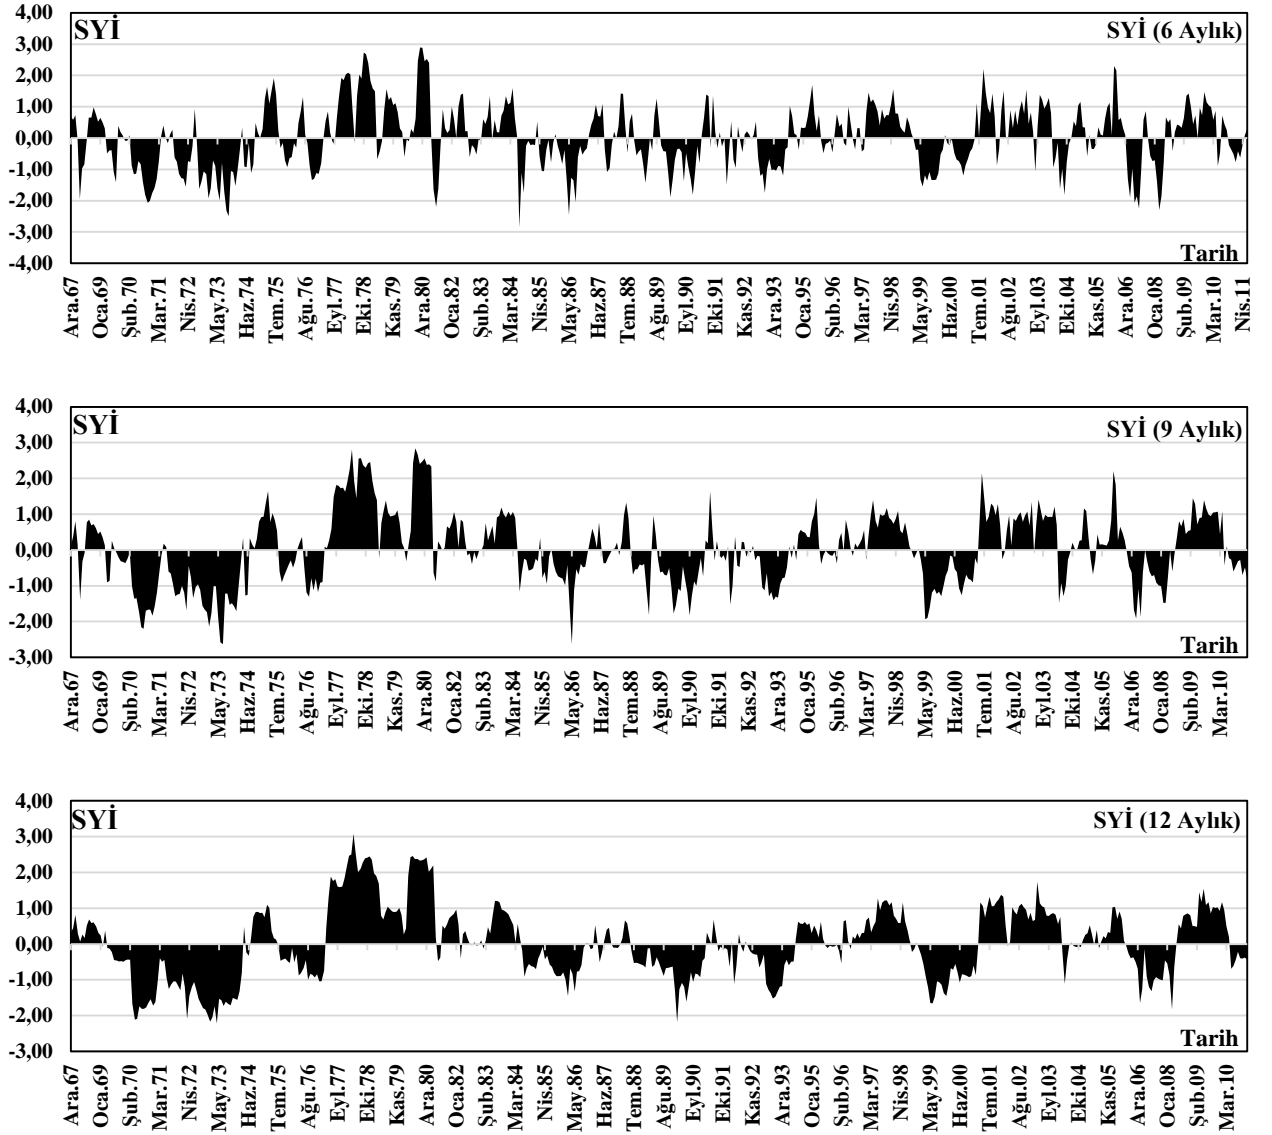 4,00
SYİ
SYİ (6 Aylık)
3,00
2,00
1,00
0,00
-1,00
-2,00
-3,00
-4,00
Tarih
Ara.67 Oca.69 Şub.70 Mar.71 Nis.72 May.73 Haz.74 Tem.75 Ağu.76 Eyl.77 Eki.78 Kas.79 Ara.80 Oca.82 Şub.83 Mar.84 Nis.85 May.86 Haz.87 Tem.88 Ağu.89 Eyl.90 Eki.91 Kas.92 Ara.93 Oca.95 Şub.96 Mar.97 Nis.98 May.99 Haz.00 Tem.01 Ağu.02 Eyl.03 Eki.04 Kas.05 Ara.06 Oca.08 Şub.09 Mar.10 Nis.11
4,00
SYİ
SYİ (9 Aylık)
3,00
2,00
1,00
0,00
-1,00
-2,00
-3,00
Tarih
Ara.67 Oca.69 Şub.70 Mar.71 Nis.72 May.73 Haz.74 Tem.75 Ağu.76 Eyl.77 Eki.78 Kas.79 Ara.80 Oca.82 Şub.83 Mar.84 Nis.85 May.86 Haz.87 Tem.88 Ağu.89 Eyl.90 Eki.91 Kas.92 Ara.93 Oca.95 Şub.96 Mar.97 Nis.98 May.99 Haz.00 Tem.01 Ağu.02 Eyl.03 Eki.04 Kas.05 Ara.06 Oca.08 Şub.09 Mar.10
4,00
SYİ
SYİ (12 Aylık)
3,00
2,00
1,00
0,00
-1,00
-2,00
-3,00
Tarih
Ara.67 Oca.69 Şub.70 Mar.71 Nis.72 May.73 Haz.74 Tem.75 Ağu.76 Eyl.77 Eki.78 Kas.79 Ara.80 Oca.82 Şub.83 Mar.84 Nis.85 May.86 Haz.87 Tem.88 Ağu.89 Eyl.90 Eki.91 Kas.92 Ara.93 Oca.95 Şub.96 Mar.97 Nis.98 May.99 Haz.00 Tem.01 Ağu.02 Eyl.03 Eki.04 Kas.05 Ara.06 Oca.08 Şub.09 Mar.10